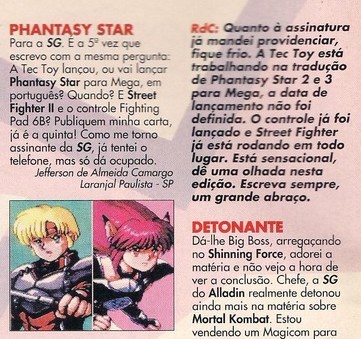 PHANTASY STAR
Para a SG. É a 5ª vez que
escrevo com a mesma pergunta:
A Tec Toy lançou, ou vai lançar
Phantasy Star para Mega, em
português? Quando? E Street
Fighter II e o controle Fighting
Pad 6B? Publiquem minha carta,
já é a quinta! Como me torno
assinante da SG, já tentei o
telefone, mas só dá ocupado.
Jefferson de Almeida Camargo
Laranjal Paulista - SP
RdC: Quanto à assinatura
já mandei providenciar,
fique frio. A Tec Toy está
trabalhando na tradução
de Phantasy Star 2 e 3
para Mega, a data de
lançamento não foi
definida. O controle já foi
lançado e Street Fighter
já está rodando em todo
lugar. Está sensacional,
dê uma olhada nesta
edição. Escreva sempre,
um grande abraço.
DETONANTE
Dá-lhe Big Boss, arregaçando
no Shinning Force, adorei a
matéria e não vejo a hora de
ver a conclusão. Chefe, a SG
do Alladin realmente detonou
ainda mais na matéria sobre
Mortal Kombat. Estou
vendendo um Magicom para